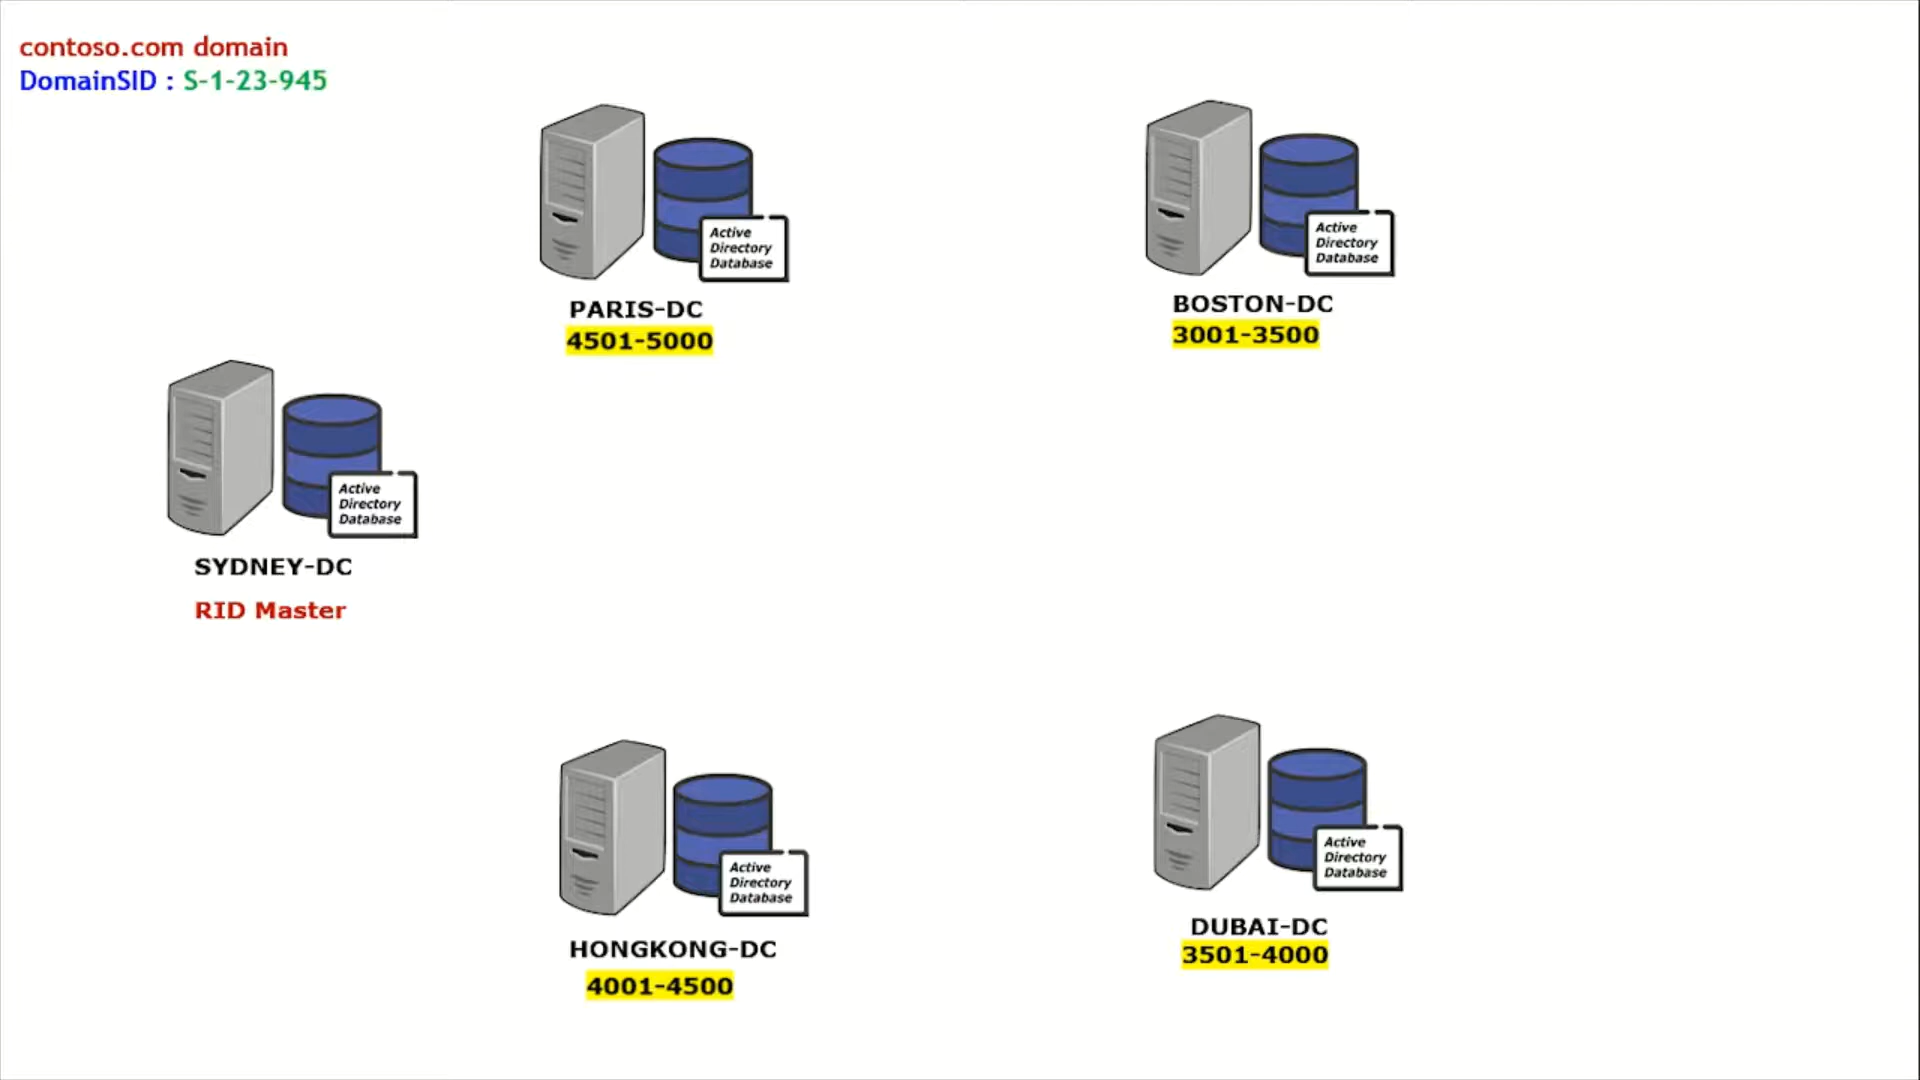 contoso.com domain
DomainSID : S-1-23-945
Active
Directory
Database
PARIS-DC
4501-5000
Active
Directory
Database
BOSTON-DC
3001-3500
Active
Directory
Database
SYDNEY-DC
RID Master
Active
Directory
Database
HONGKONG-DC
4001-4500
Active
Directory
Database
DUBAI-DC
3501-4000